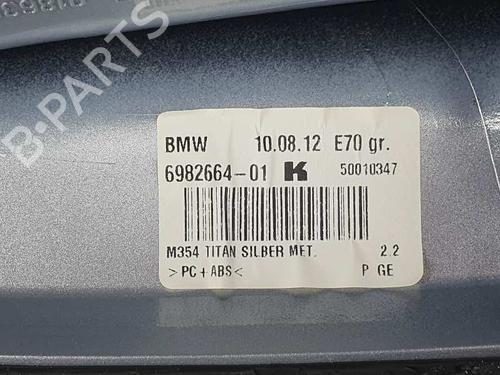 B-PARTS
BMW 10.08.12 E70 gr.
6982664-01 K 50010347
M354 TITAN SILBER MET. 2.2
>PC+ABS< P GE